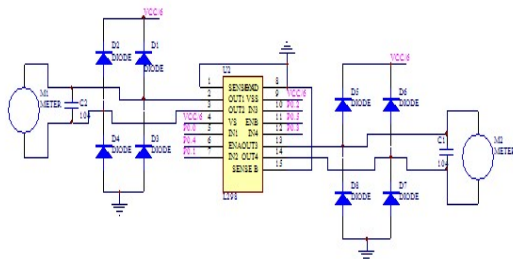 VCC/6
D2
DIODE
D1
DIODE
M1
METER
C2
104
D4
DIODE
D3
DIODE
U2
1 SENSE A GND 8
2 OUT1 VSS 9 VCC/6
3 OUT2 IN3 10 P0.2
VCC/6 4 VS ENB 11 P0.5
P0.0 5 IN1 IN4 12 P0.3
P0.4 6 ENA OUT3 13
P0.1 7 IN2 OUT4 14
SENSE B 15
L298
VCC/6
D5
DIODE
D6
DIODE
C1
104
M2
METER
D8
DIODE
D7
DIODE